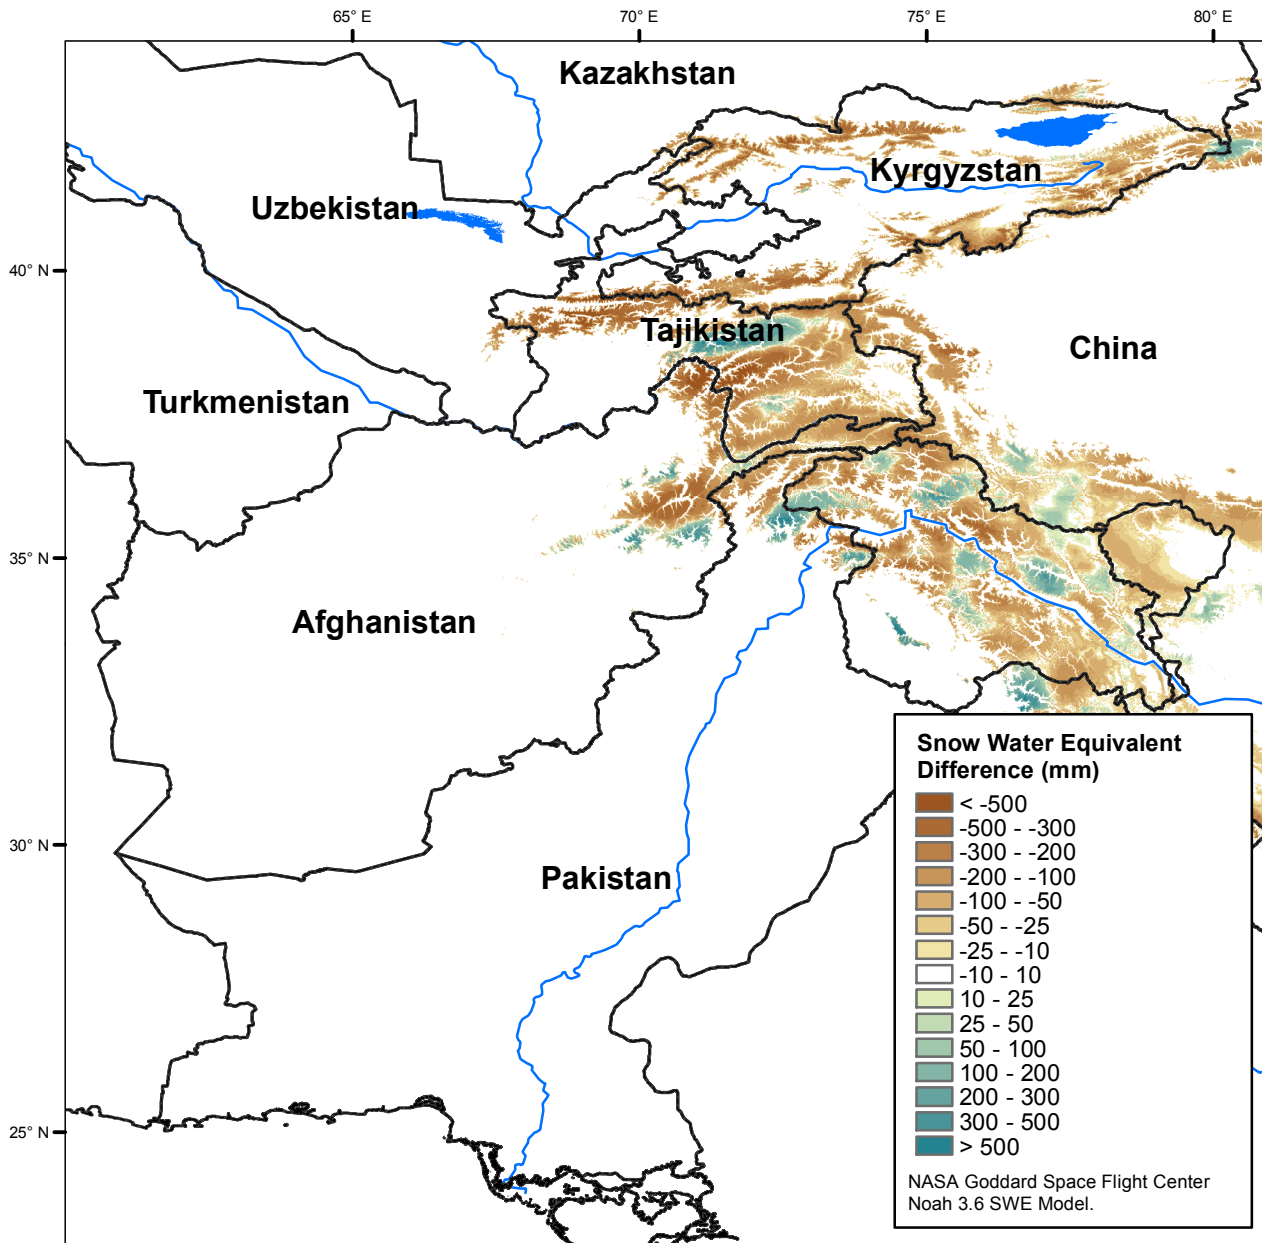 65° E
70° E
75° E
80° E
Kazakhstan
Kyrgyzstan
Uzbekistan
40° N
Tajikistan
China
Turkmenistan
35° N
Afghanistan
Snow Water Equivalent
Difference (mm)
< -500
-500 - -300
30° N
-300 - -200
Pakistan
-200 - -100
-100 - -50
-50 - -25
-25 - -10
-10 - 10
10 - 25
25 - 50
50 - 100
100 - 200
200 - 300
300 - 500
25° N
> 500
NASA Goddard Space Flight Center
Noah 3.6 SWE Model.